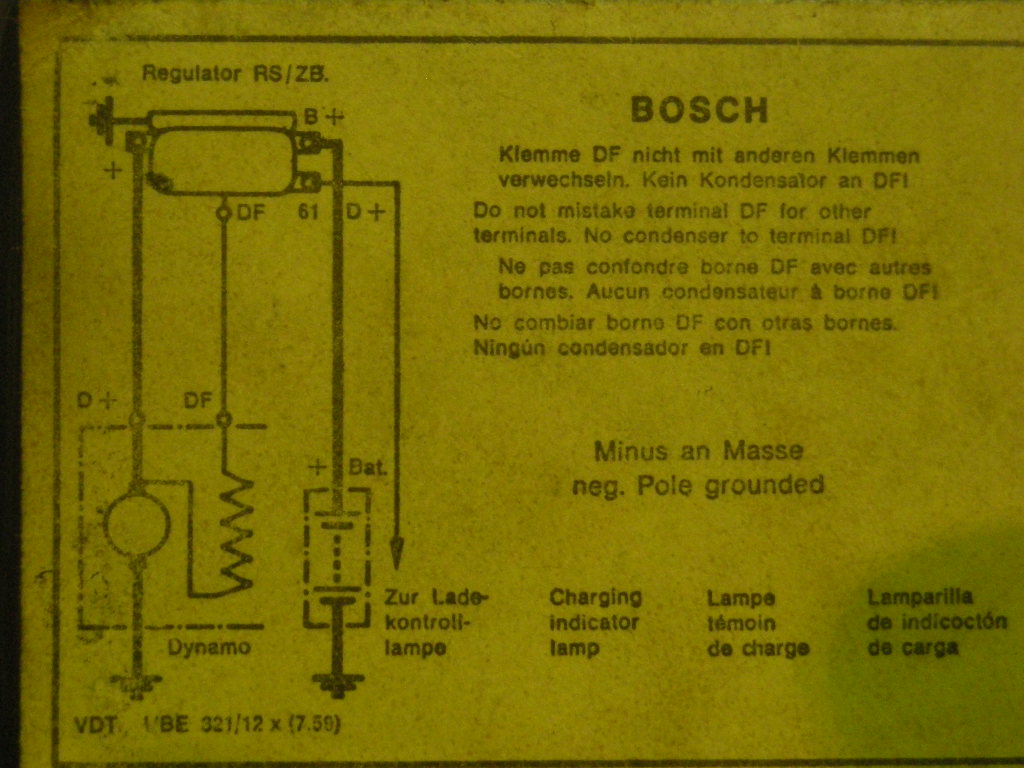 Regulator RS/ZB.
B +
+
DF
61
D +
D +
DF
+ Bat.
Dynamo
BOSCH
Klemme DF nicht mit anderen Klemmen
verwechseln. Kein Kondensator an DF!
Do not mistake terminal DF for other
terminals. No condenser to terminal DF!
Ne pas confondre borne DF avec autres
bornes. Aucun condensateur à borne DF!
No combiar borne DF con otras bornes.
Ningún condensador en DF!
Minus an Masse
neg. Pole grounded
Zur Lade-
kontroll-
lampe
Charging
indicator
lamp
Lampe
témoin
de charge
Lamparilla
de indicoctón
de carga
VDT 321/12 x (7.59)